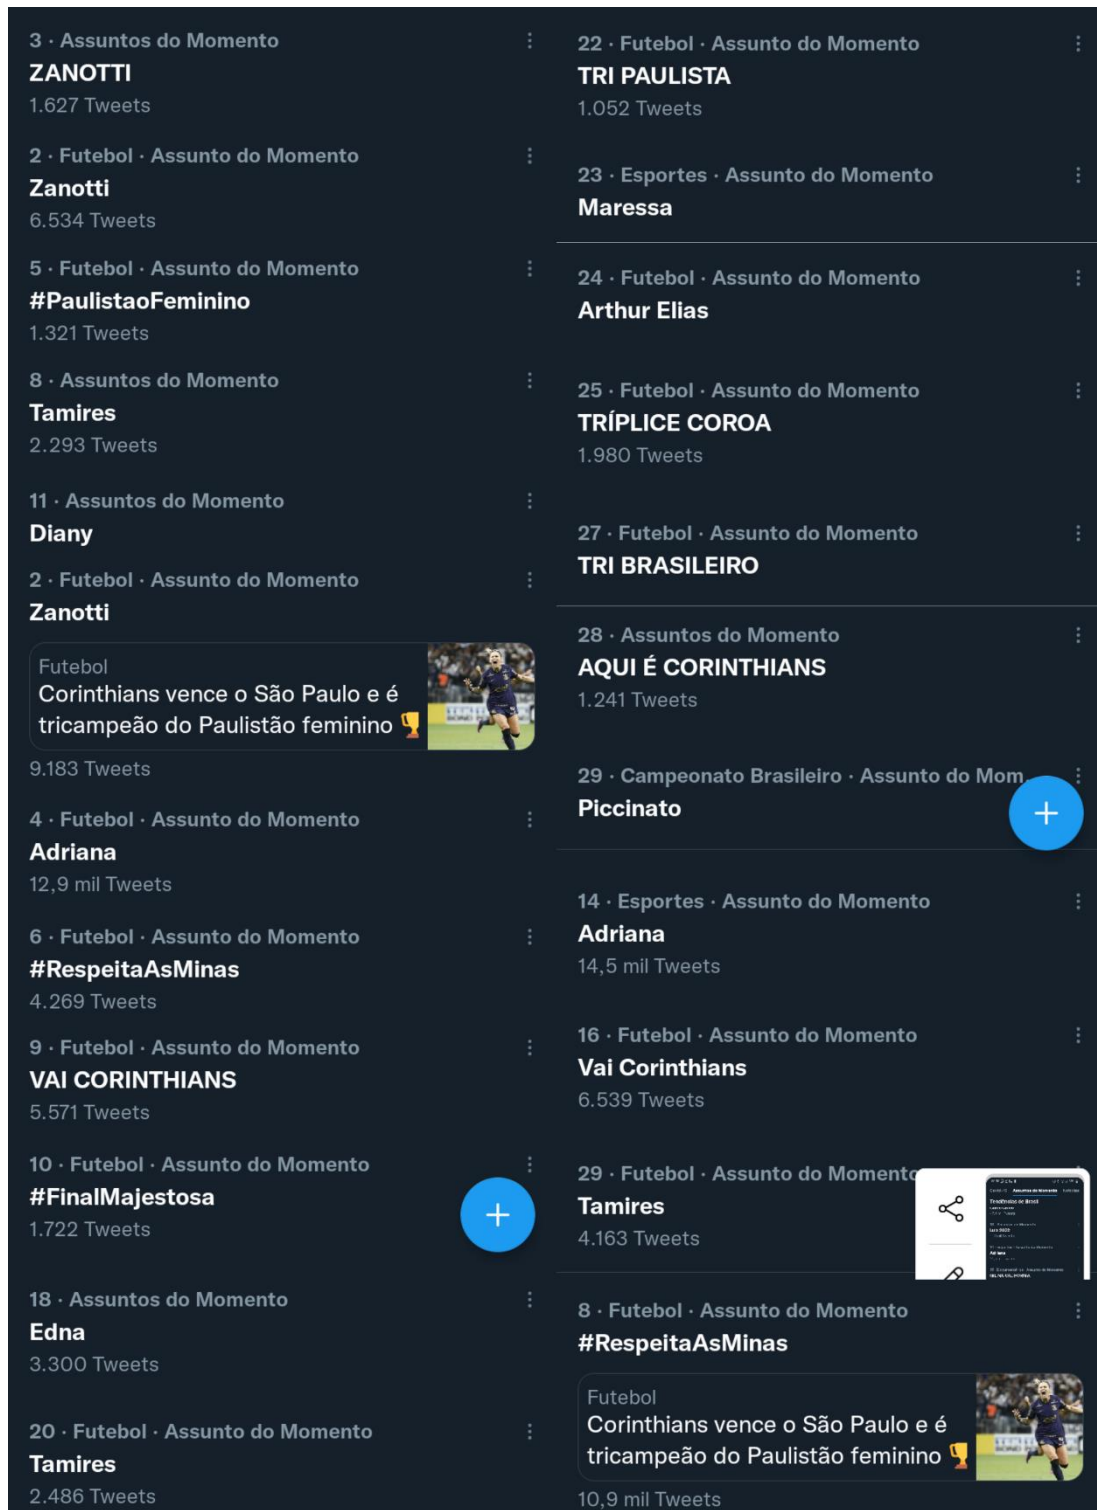 3 · Assuntos do Momento
ZANOTTI
1.627 Tweets
2 · Futebol · Assunto do Momento
Zanotti
6.534 Tweets
5 · Futebol · Assunto do Momento
#PaulistaoFeminino
1.321 Tweets
8 · Assuntos do Momento
Tamires
2.293 Tweets
11 · Assuntos do Momento
Diany
2 · Futebol · Assunto do Momento
Zanotti
Futebol
Corinthians vence o São Paulo e é
tricampeão do Paulistão feminino 🏆
9.183 Tweets
4 · Futebol · Assunto do Momento
Adriana
12,9 mil Tweets
6 · Futebol · Assunto do Momento
#RespeitaAsMinas
4.269 Tweets
9 · Futebol · Assunto do Momento
VAI CORINTHIANS
5.571 Tweets
10 · Futebol · Assunto do Momento
#FinalMajestosa
1.722 Tweets
18 · Assuntos do Momento
Edna
3.300 Tweets
20 · Futebol · Assunto do Momento
Tamires
2.486 Tweets
22 · Futebol · Assunto do Momento
TRI PAULISTA
1.052 Tweets
23 · Esportes · Assunto do Momento
Maressa
24 · Futebol · Assunto do Momento
Arthur Elias
25 · Futebol · Assunto do Momento
TRÍPLICE COROA
1.980 Tweets
27 · Futebol · Assunto do Momento
TRI BRASILEIRO
28 · Assuntos do Momento
AQUI É CORINTHIANS
1.241 Tweets
29 · Campeonato Brasileiro · Assunto do Mom...
Piccinato
14 · Esportes · Assunto do Momento
Adriana
14,5 mil Tweets
16 · Futebol · Assunto do Momento
Vai Corinthians
6.539 Tweets
29 · Futebol · Assunto do Momento
Tamires
4.163 Tweets
8 · Futebol · Assunto do Momento
#RespeitaAsMinas
Futebol
Corinthians vence o São Paulo e é
tricampeão do Paulistão feminino 🏆
10,9 mil Tweets